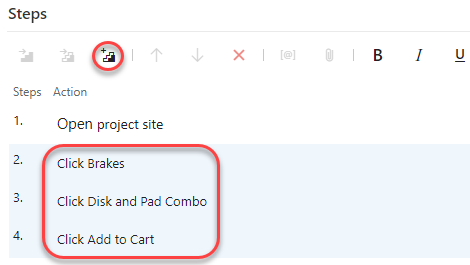 Steps
[@] B I U
Steps Action
1. Open project site
2. Click Brakes
3. Click Disk and Pad Combo
4. Click Add to Cart